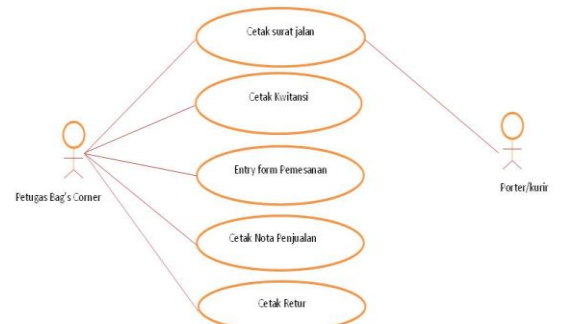 Cetak surat jalan
Cetak Kwitansi
Entry form Pemesanan
Petugas Bag's Corner
Porter/kurir
Cetak Nota Penjualan
Cetak Retur